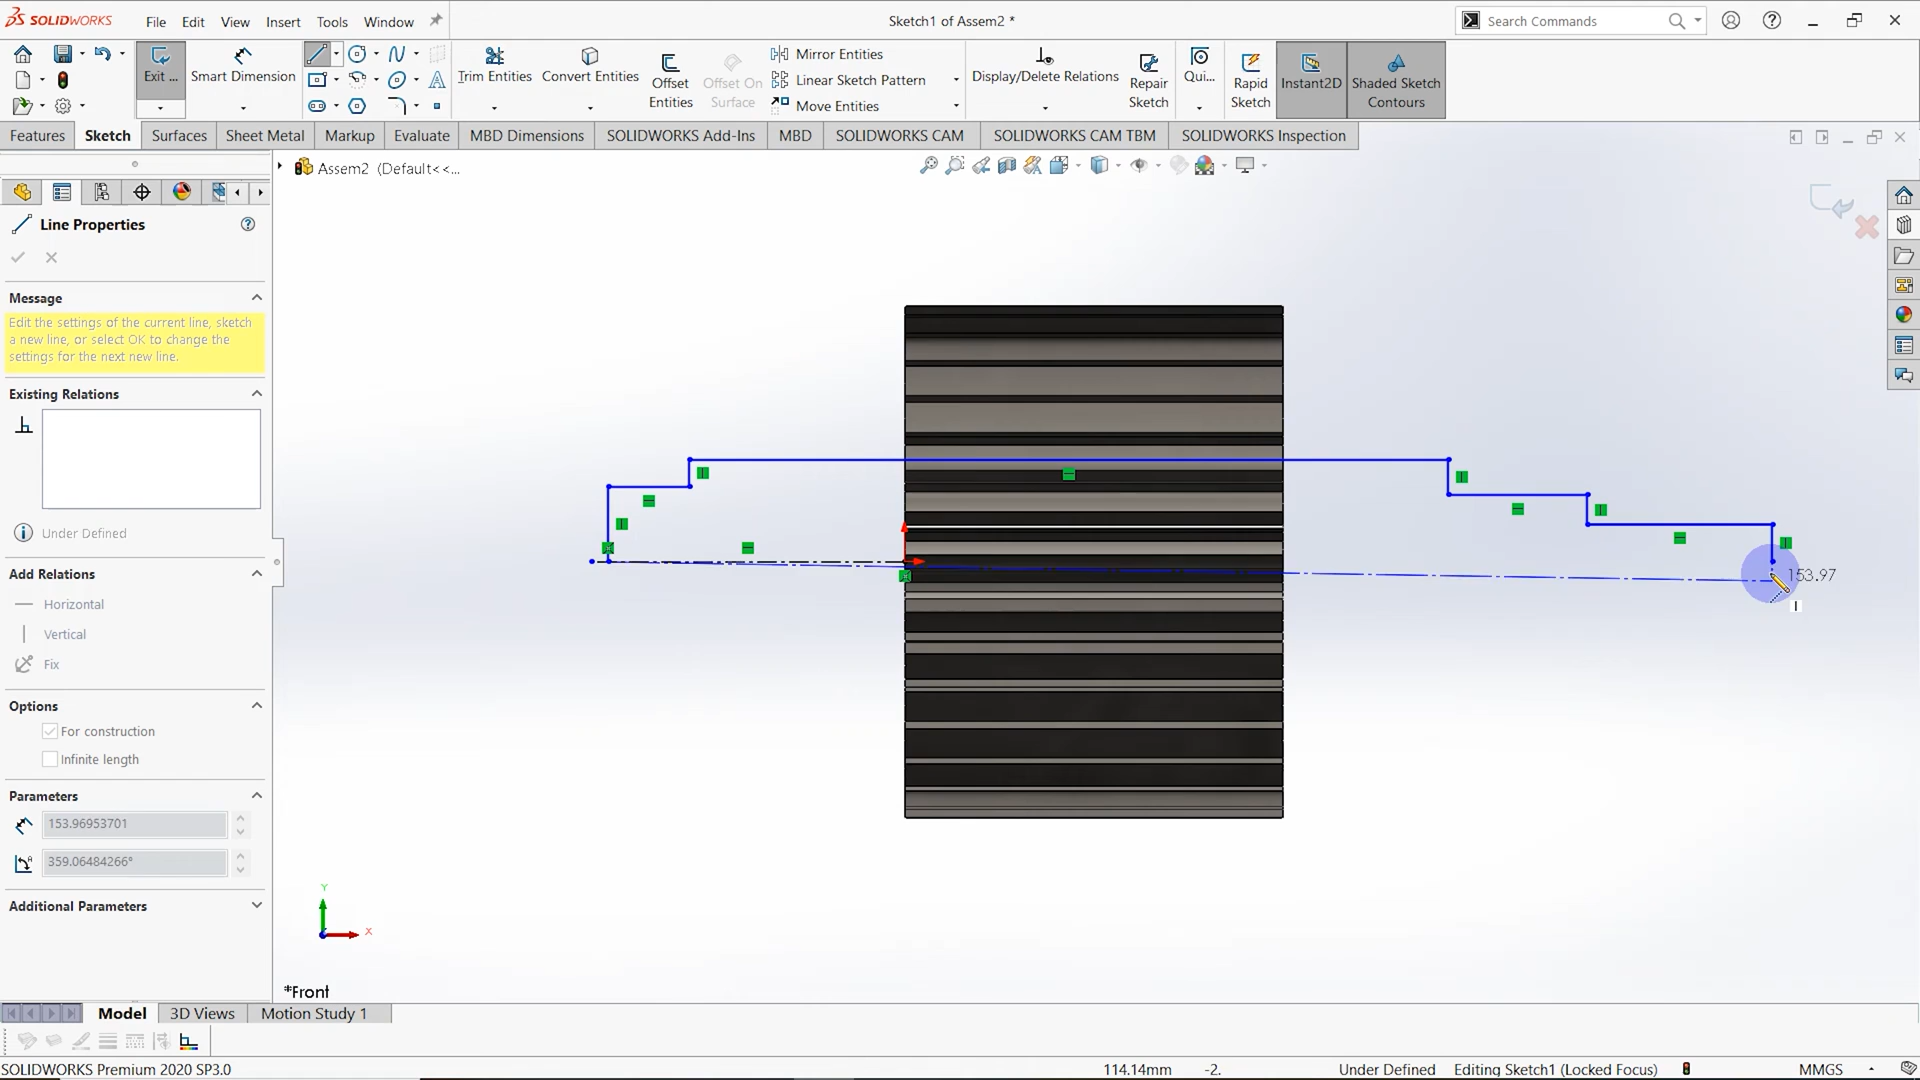 SOLIDWORKS File Edit View Insert Tools Window
Sketch1 of Assem2 *
Search Commands
Exit ...
Smart Dimension
Trim Entities
Convert Entities
Offset Entities
Offset On Surface
Mirror Entities
Linear Sketch Pattern
Move Entities
Display/Delete Relations
Repair Sketch
Qui...
Rapid Sketch
Instant2D
Shaded Sketch Contours
Features Sketch Surfaces Sheet Metal Markup Evaluate MBD Dimensions SOLIDWORKS Add-Ins MBD SOLIDWORKS CAM SOLIDWORKS CAM TBM SOLIDWORKS Inspection
Assem2 (Default<<...
Line Properties
Message
Edit the settings of the current line, sketch
a new line, or select OK to change the
settings for the next new line.
Existing Relations
Under Defined
Add Relations
Horizontal
Vertical
Fix
Options
For construction
Infinite length
Parameters
153.96953701
359.06484266°
Additional Parameters
153.97
Y
X
*Front
Model 3D Views Motion Study 1
SOLIDWORKS Premium 2020 SP3.0
114.14mm -2. Under Defined Editing Sketch1 (Locked Focus) MMGS